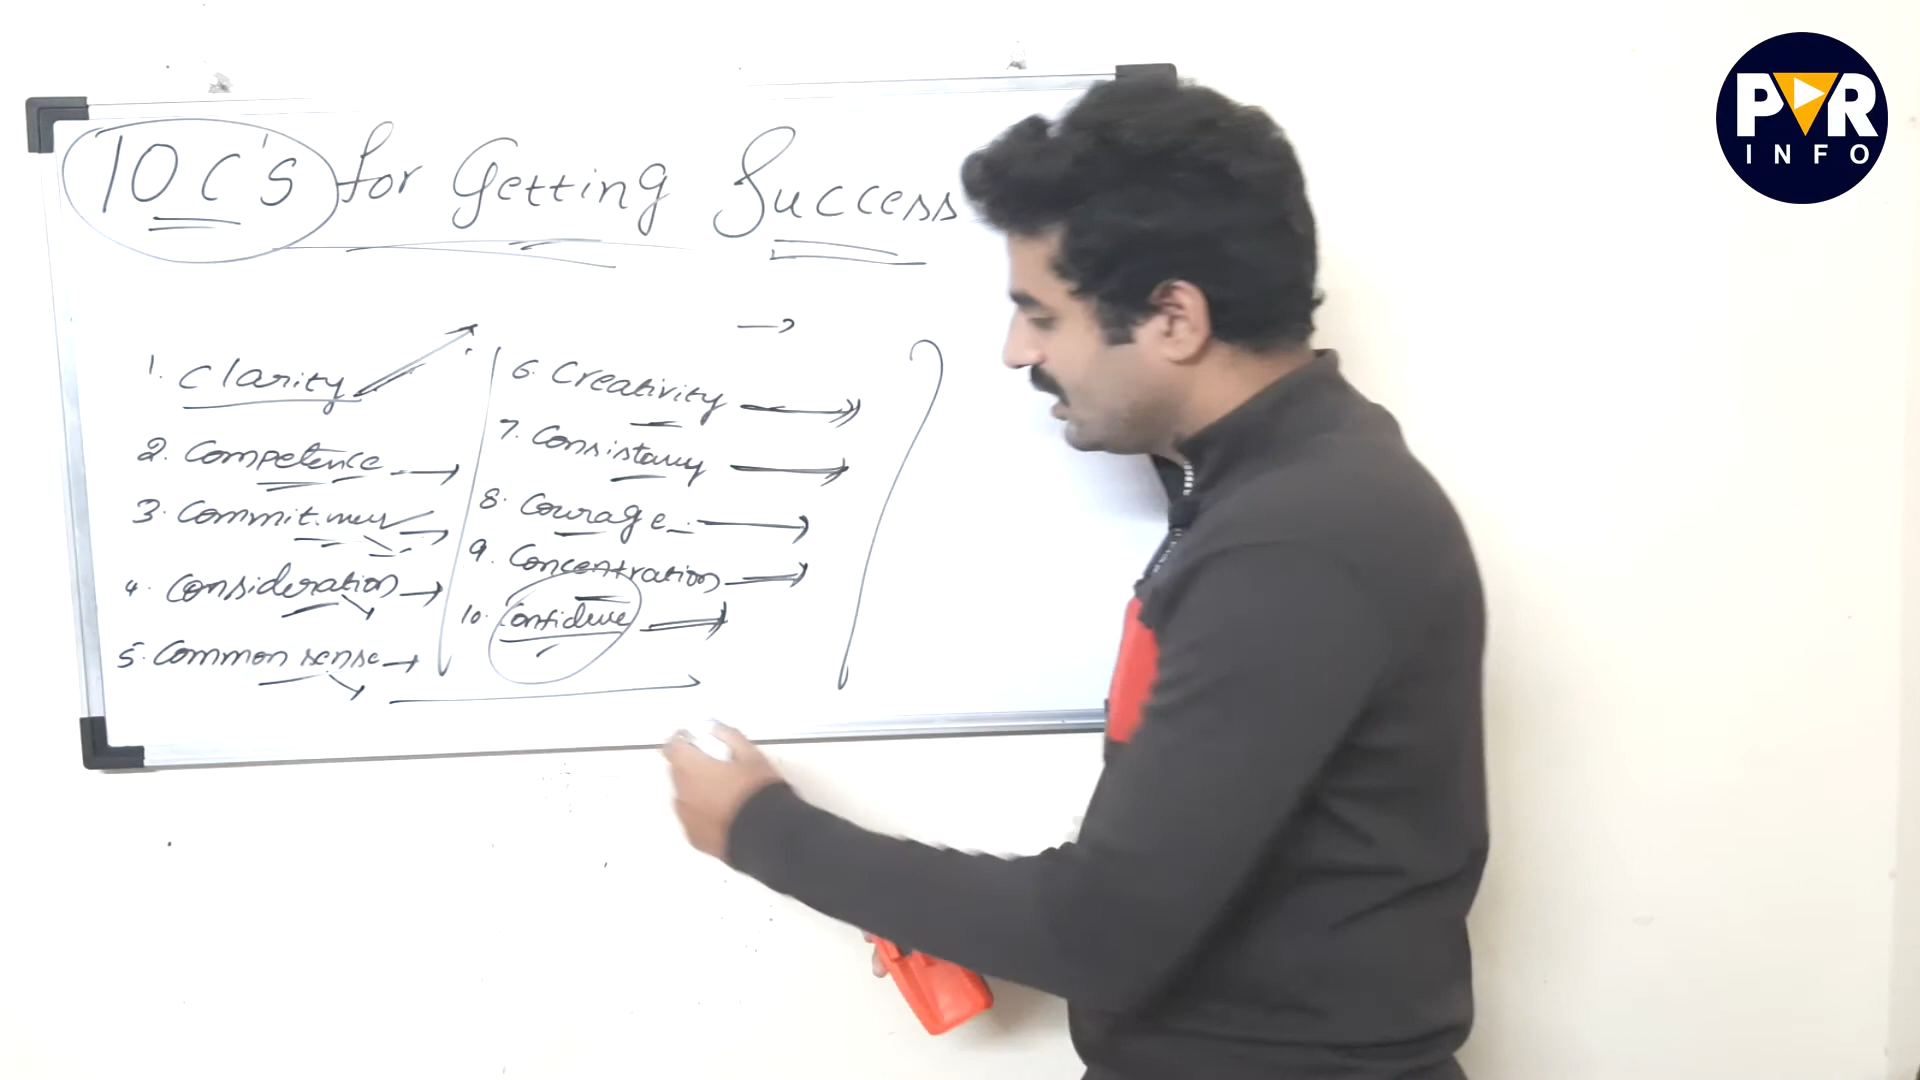 10 C's for Getting Success
1. Clarity
2. Competence
3. Commitment
4. Consideration
5. Common sense
6. Creativity
7. Consistany
8. Courage
9. Concentration
10. Confidence
PVR
INFO